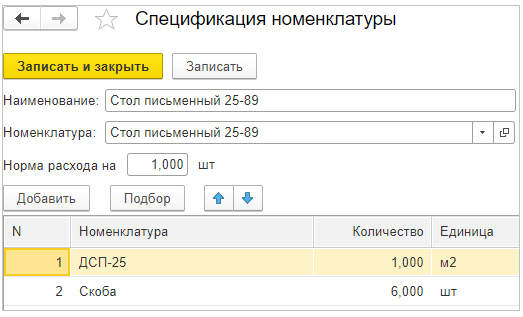 Спецификация номенклатуры
Записать и закрыть Записать
Наименование: Стол письменный 25-89
Номенклатура: Стол письменный 25-89
Норма расхода на 1,000 шт
Добавить Подбор
N Номенклатура Количество Единица
1 ДСП-25 1,000 м2
2 Скоба 6,000 шт